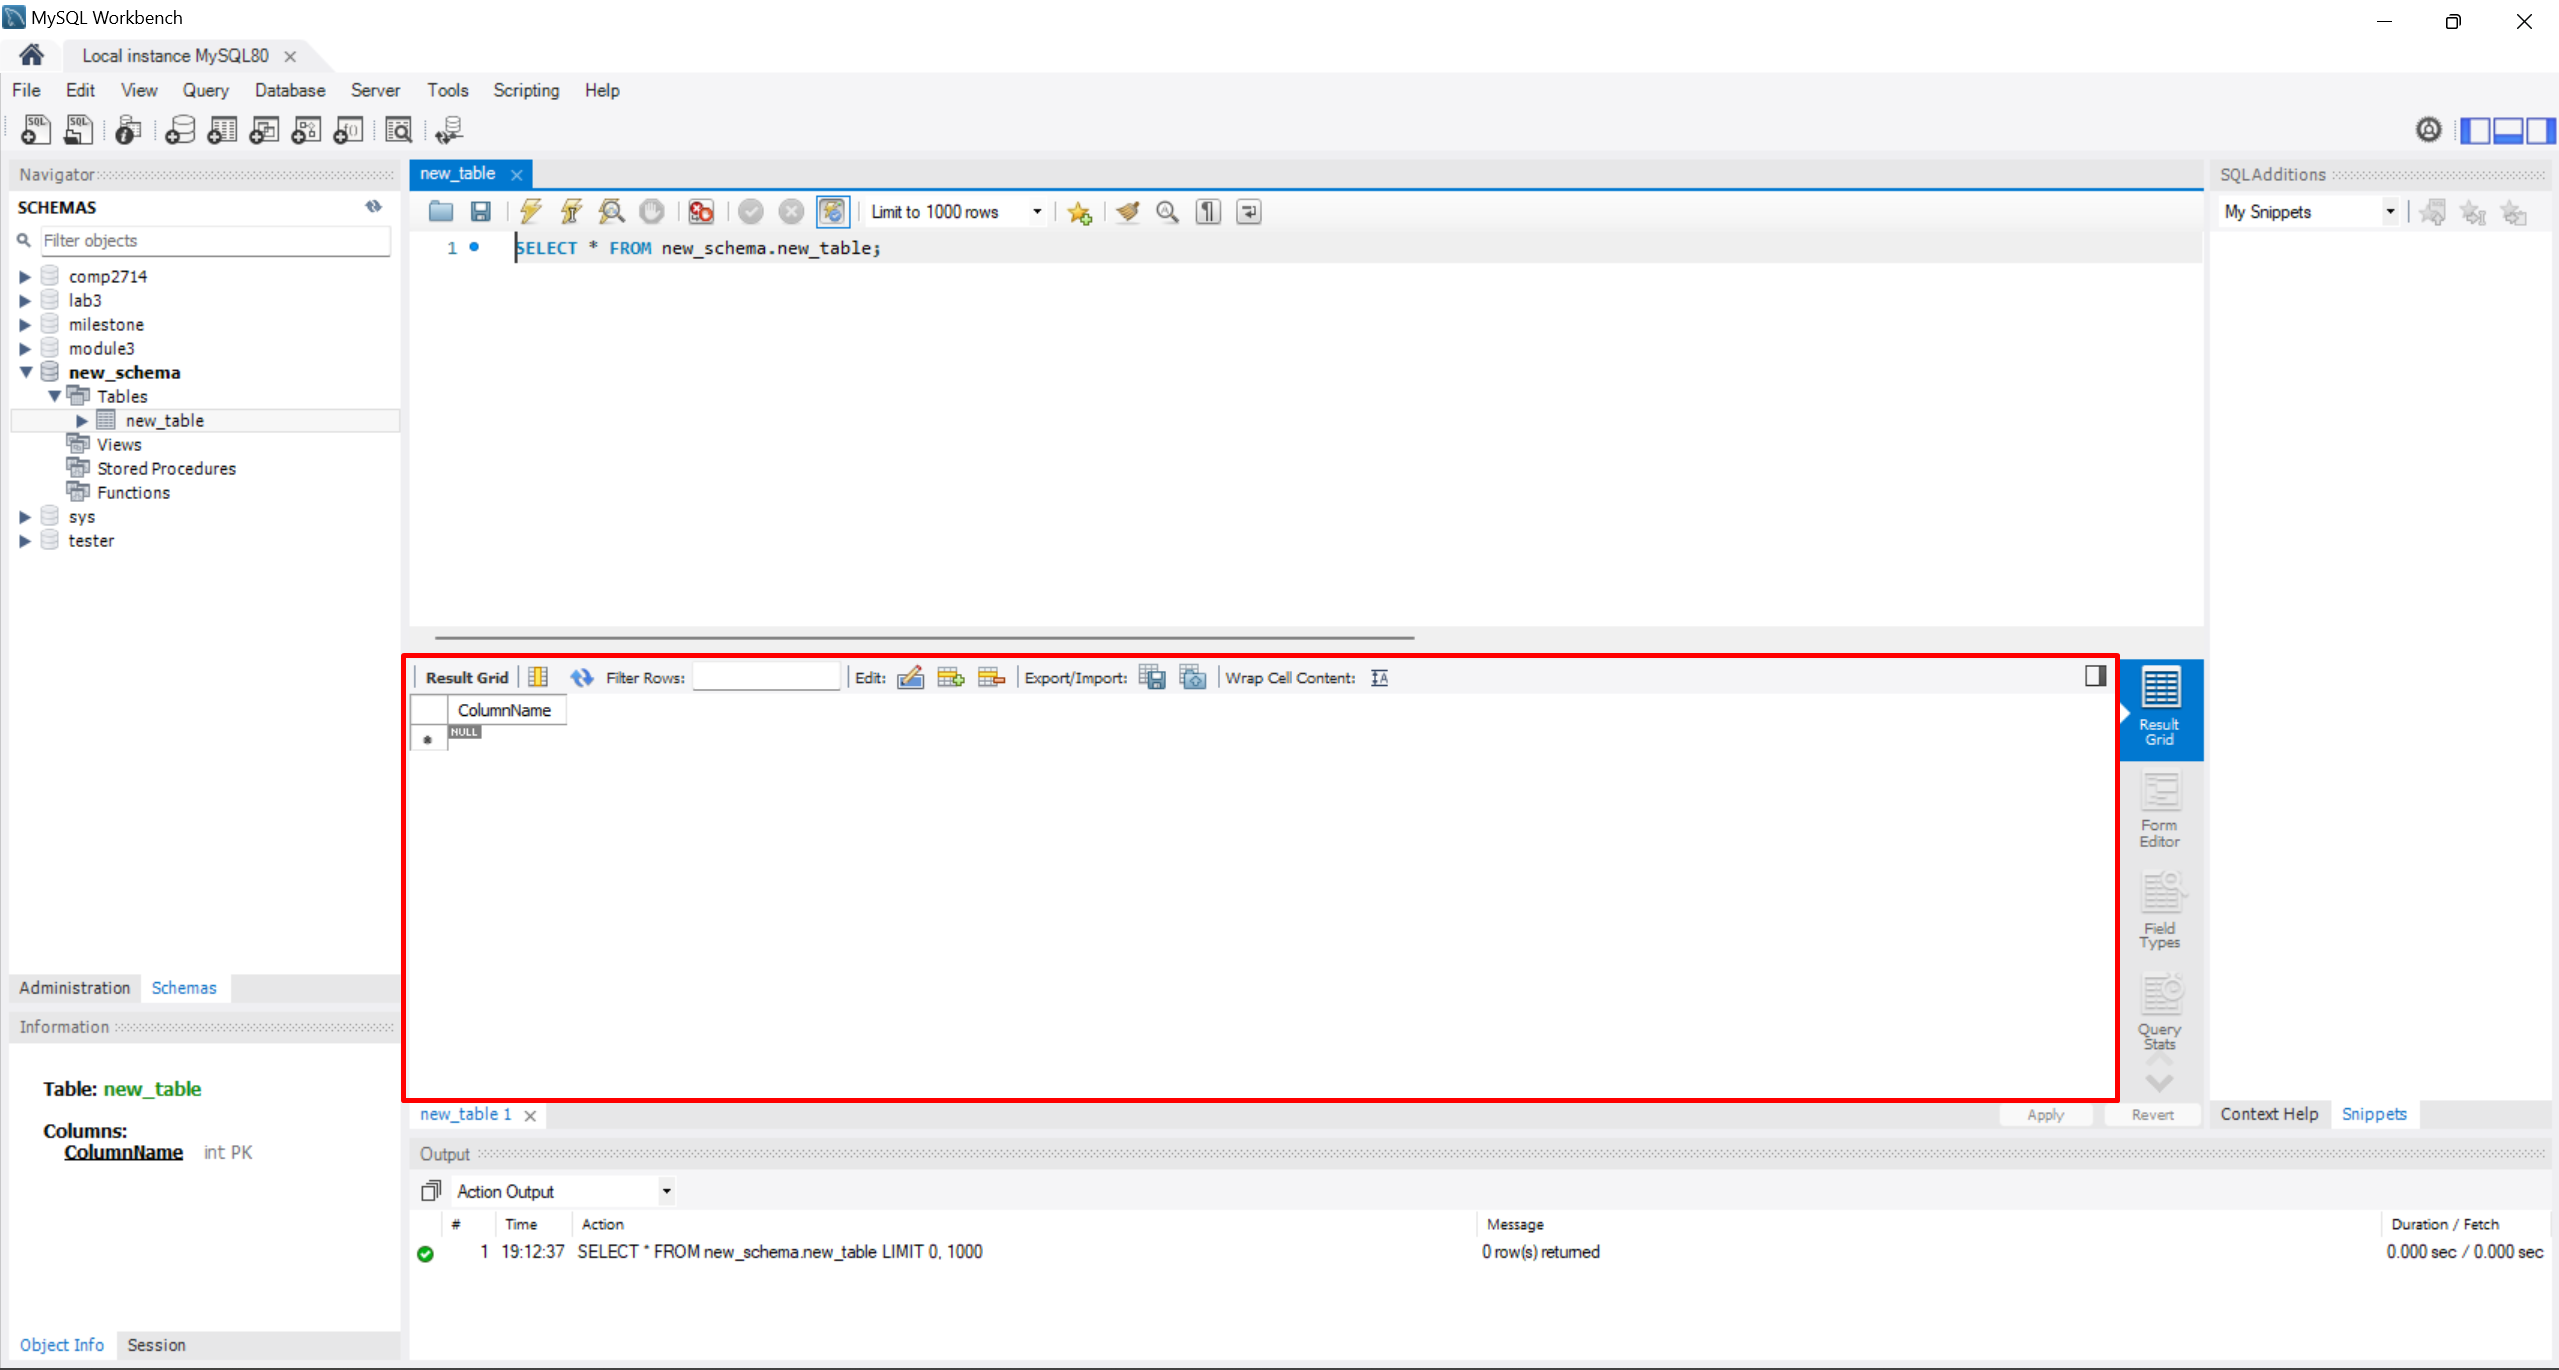 MySQL Workbench
Local instance MySQL80
File Edit View Query Database Server Tools Scripting Help
Navigator
SCHEMAS
Filter objects
comp2714
lab3
milestone
module3
new_schema
Tables
new_table
Views
Stored Procedures
Functions
sys
tester
Administration Schemas
Information
Table: new_table
Columns:
ColumnName int PK
Object Info Session
new_table
Limit to 1000 rows
1 SELECT * FROM new_schema.new_table;
Result Grid Filter Rows: Edit: Export/Import: Wrap Cell Content:
ColumnName
NULL
Result
Grid
Form
Editor
Field
Types
Query
Stats
new_table 1
Apply Revert
Output
Action Output
# Time Action Message Duration / Fetch
1 19:12:37 SELECT * FROM new_schema.new_table LIMIT 0, 1000 0 row(s) returned 0.000 sec / 0.000 sec
SQLAdditions
My Snippets
Context Help Snippets